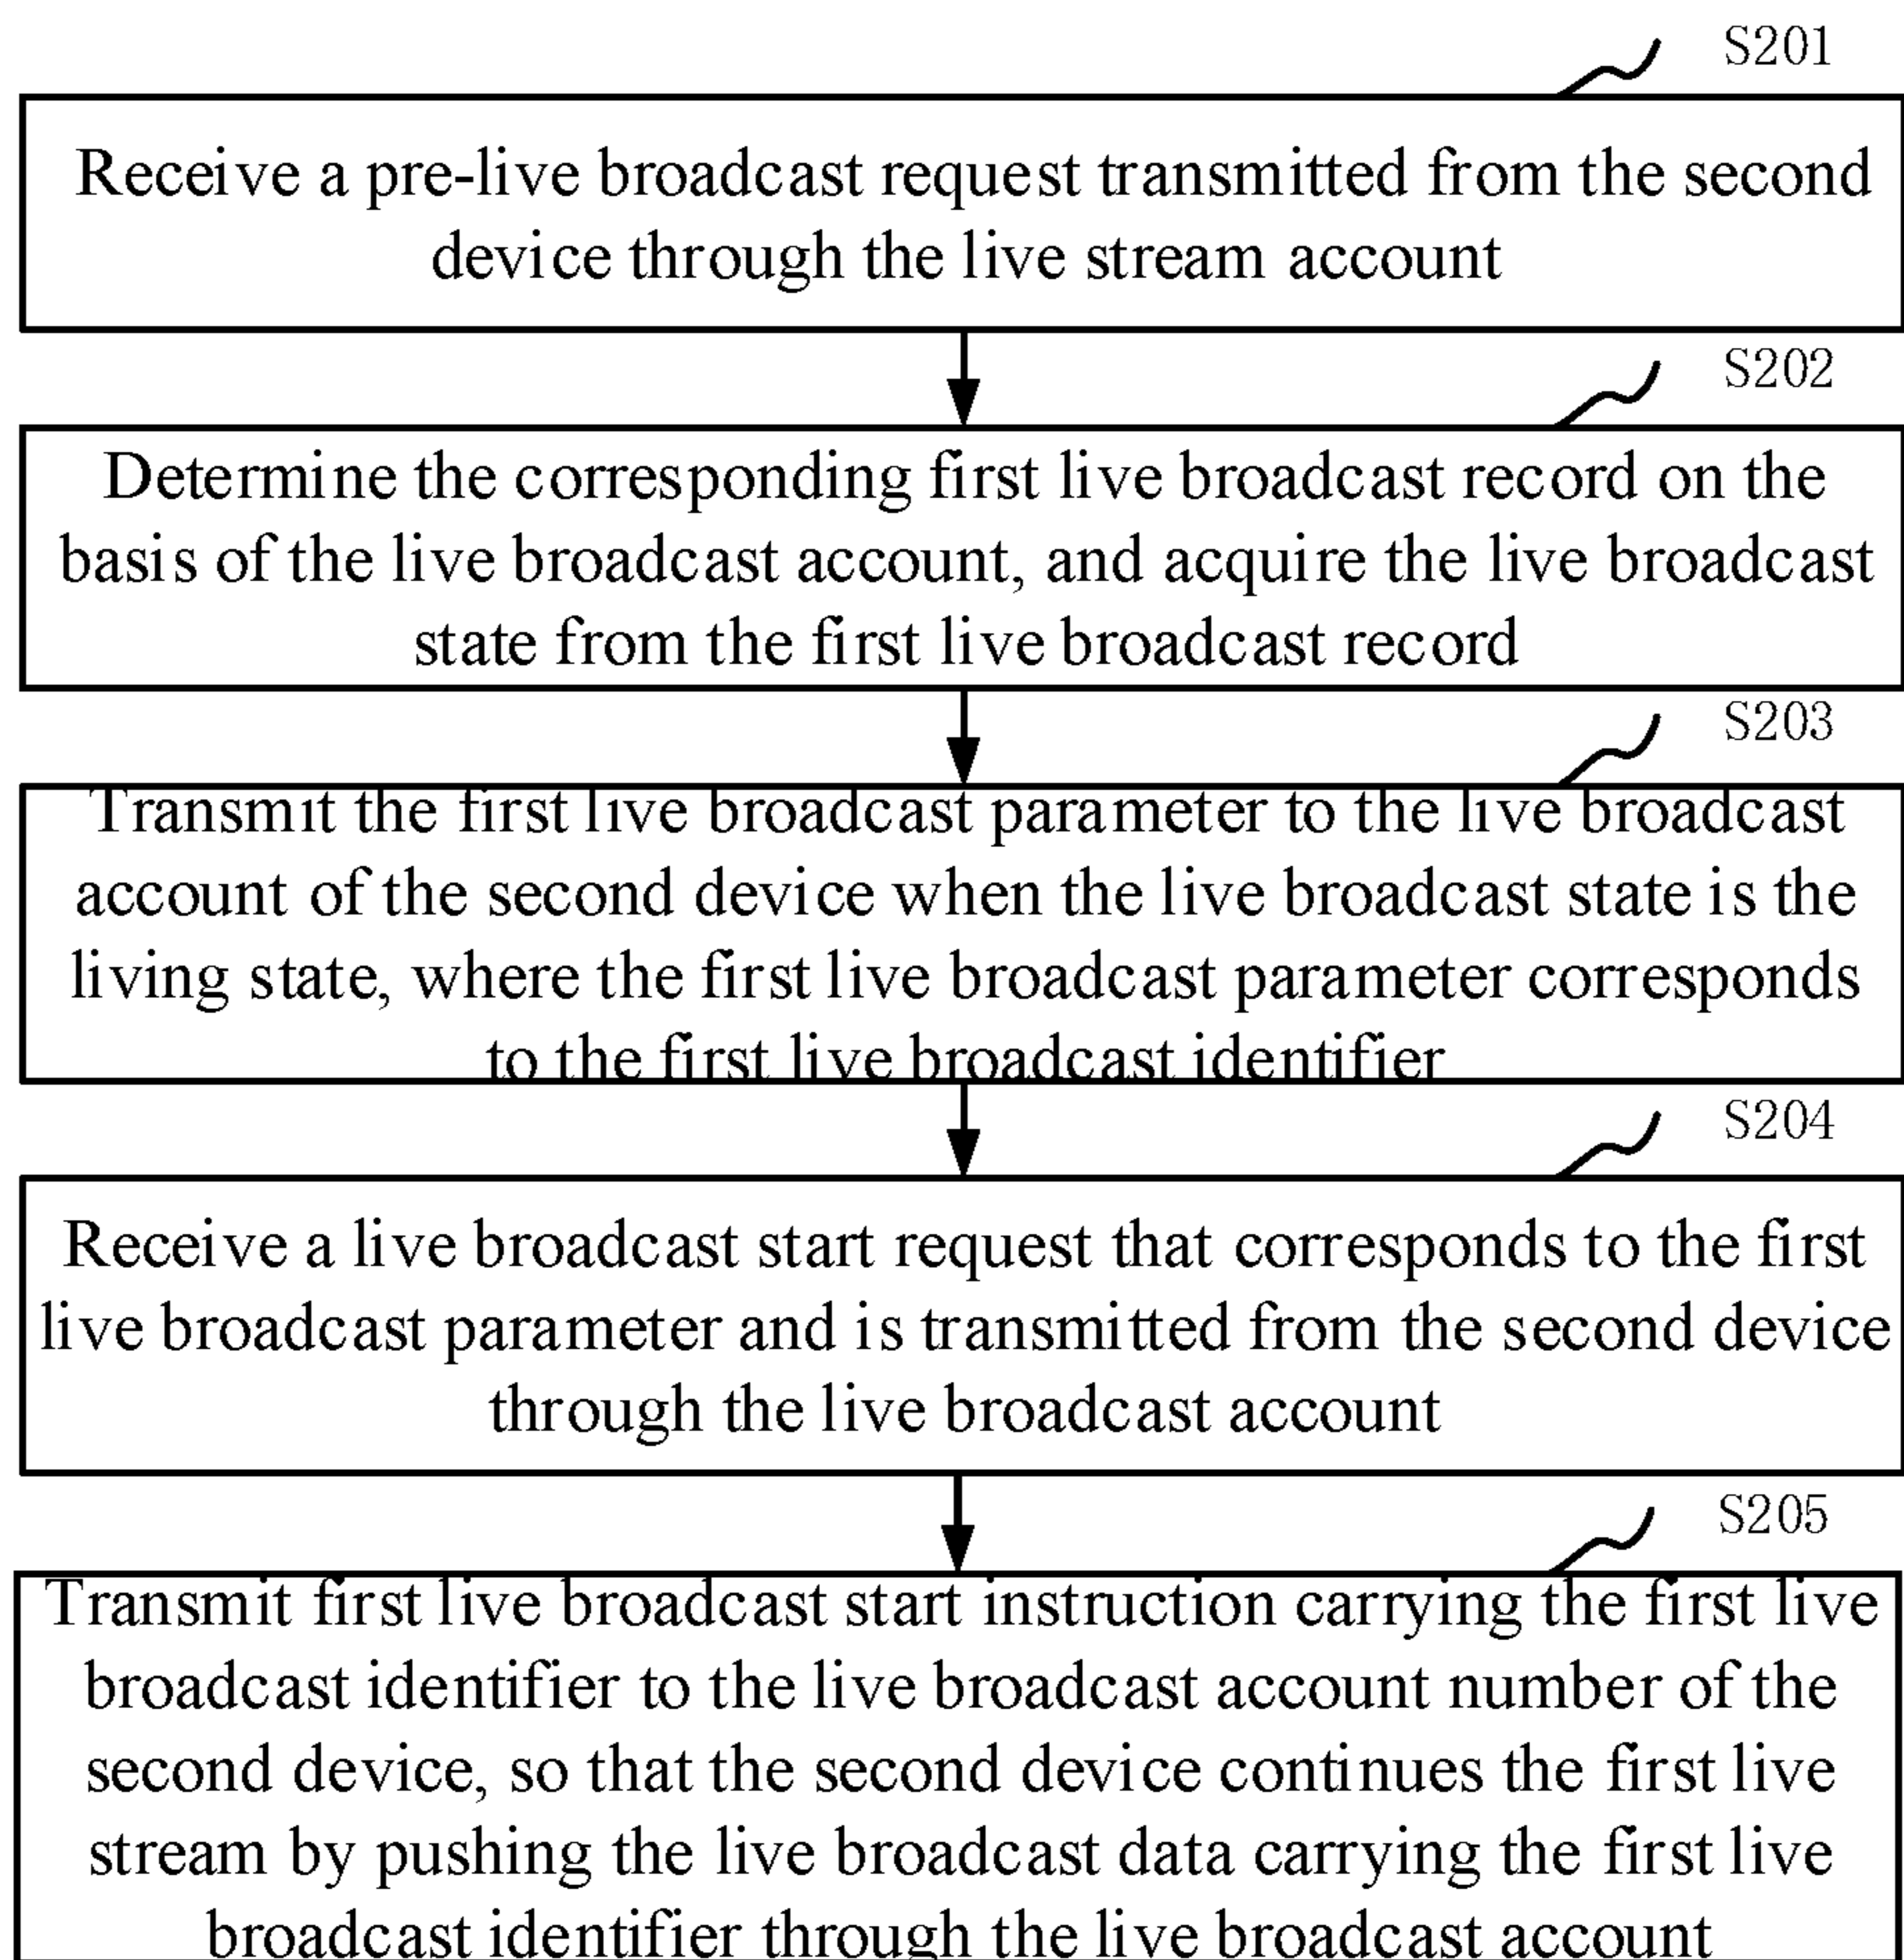 S201
Receive a pre-live broadcast request transmitted from the second
device through the live stream account
S202
Determine the corresponding first live broadcast record on the
basis of the live broadcast account, and acquire the live broadcast
state from the first live broadcast record
S203
Transmit the first live broadcast parameter to the live broadcast
account of the second device when the live broadcast state is the
living state, where the first live broadcast parameter corresponds
to the first live broadcast identifier
S204
Receive a live broadcast start request that corresponds to the first
live broadcast parameter and is transmitted from the second device
through the live broadcast account
S205
Transmit first live broadcast start instruction carrying the first live
broadcast identifier to the live broadcast account number of the
second device, so that the second device continues the first live
stream by pushing the live broadcast data carrying the first live
broadcast identifier through the live broadcast account